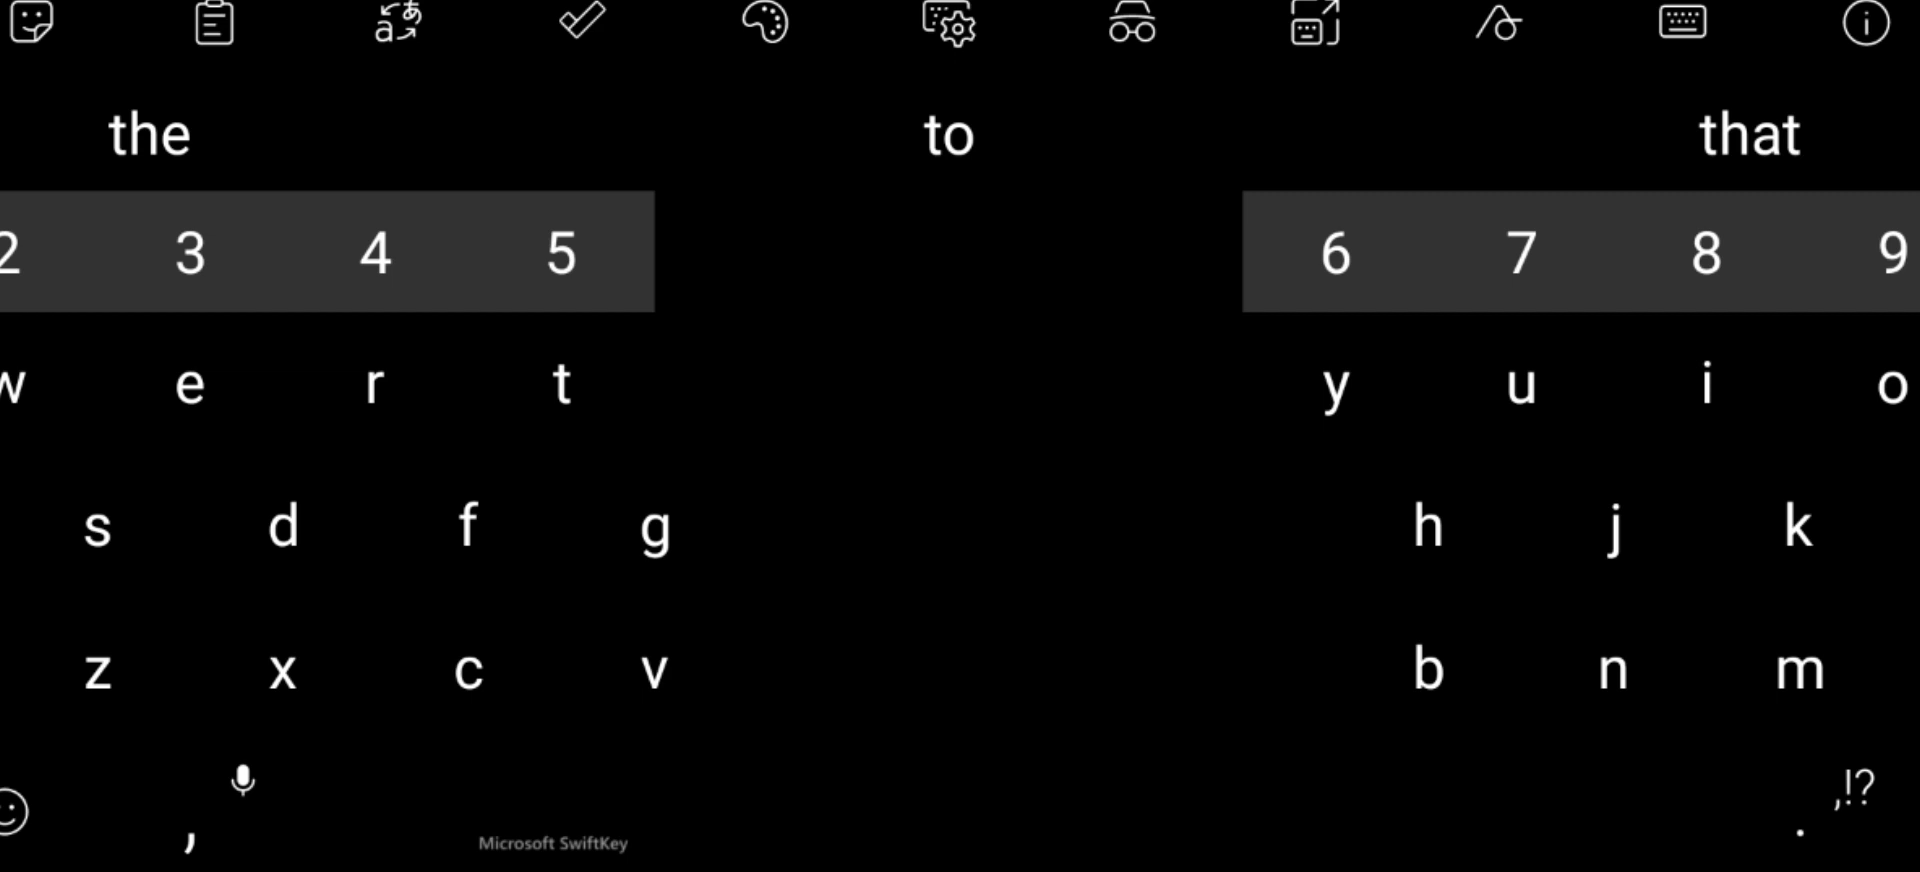 the to that
2 3 4 5 6 7 8 9
w e r t y u i o
s d f g h j k
z x c v b n m
,!?
, Microsoft SwiftKey .